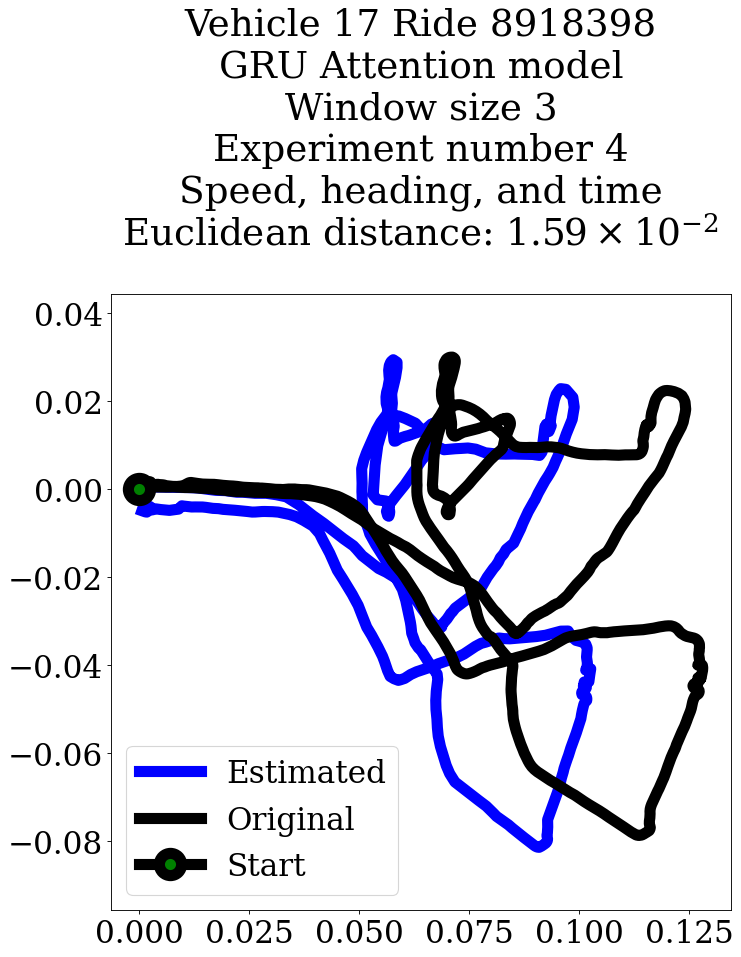 Vehicle 17 Ride 8918398
GRU Attention model
Window size 3
Experiment number 4
Speed, heading, and time
Euclidean distance: 1.59 × 10⁻²
0.04
0.02
0.00
−0.02
−0.04
−0.06
−0.08
Estimated
Original
Start
0.000 0.025 0.050 0.075 0.100 0.125